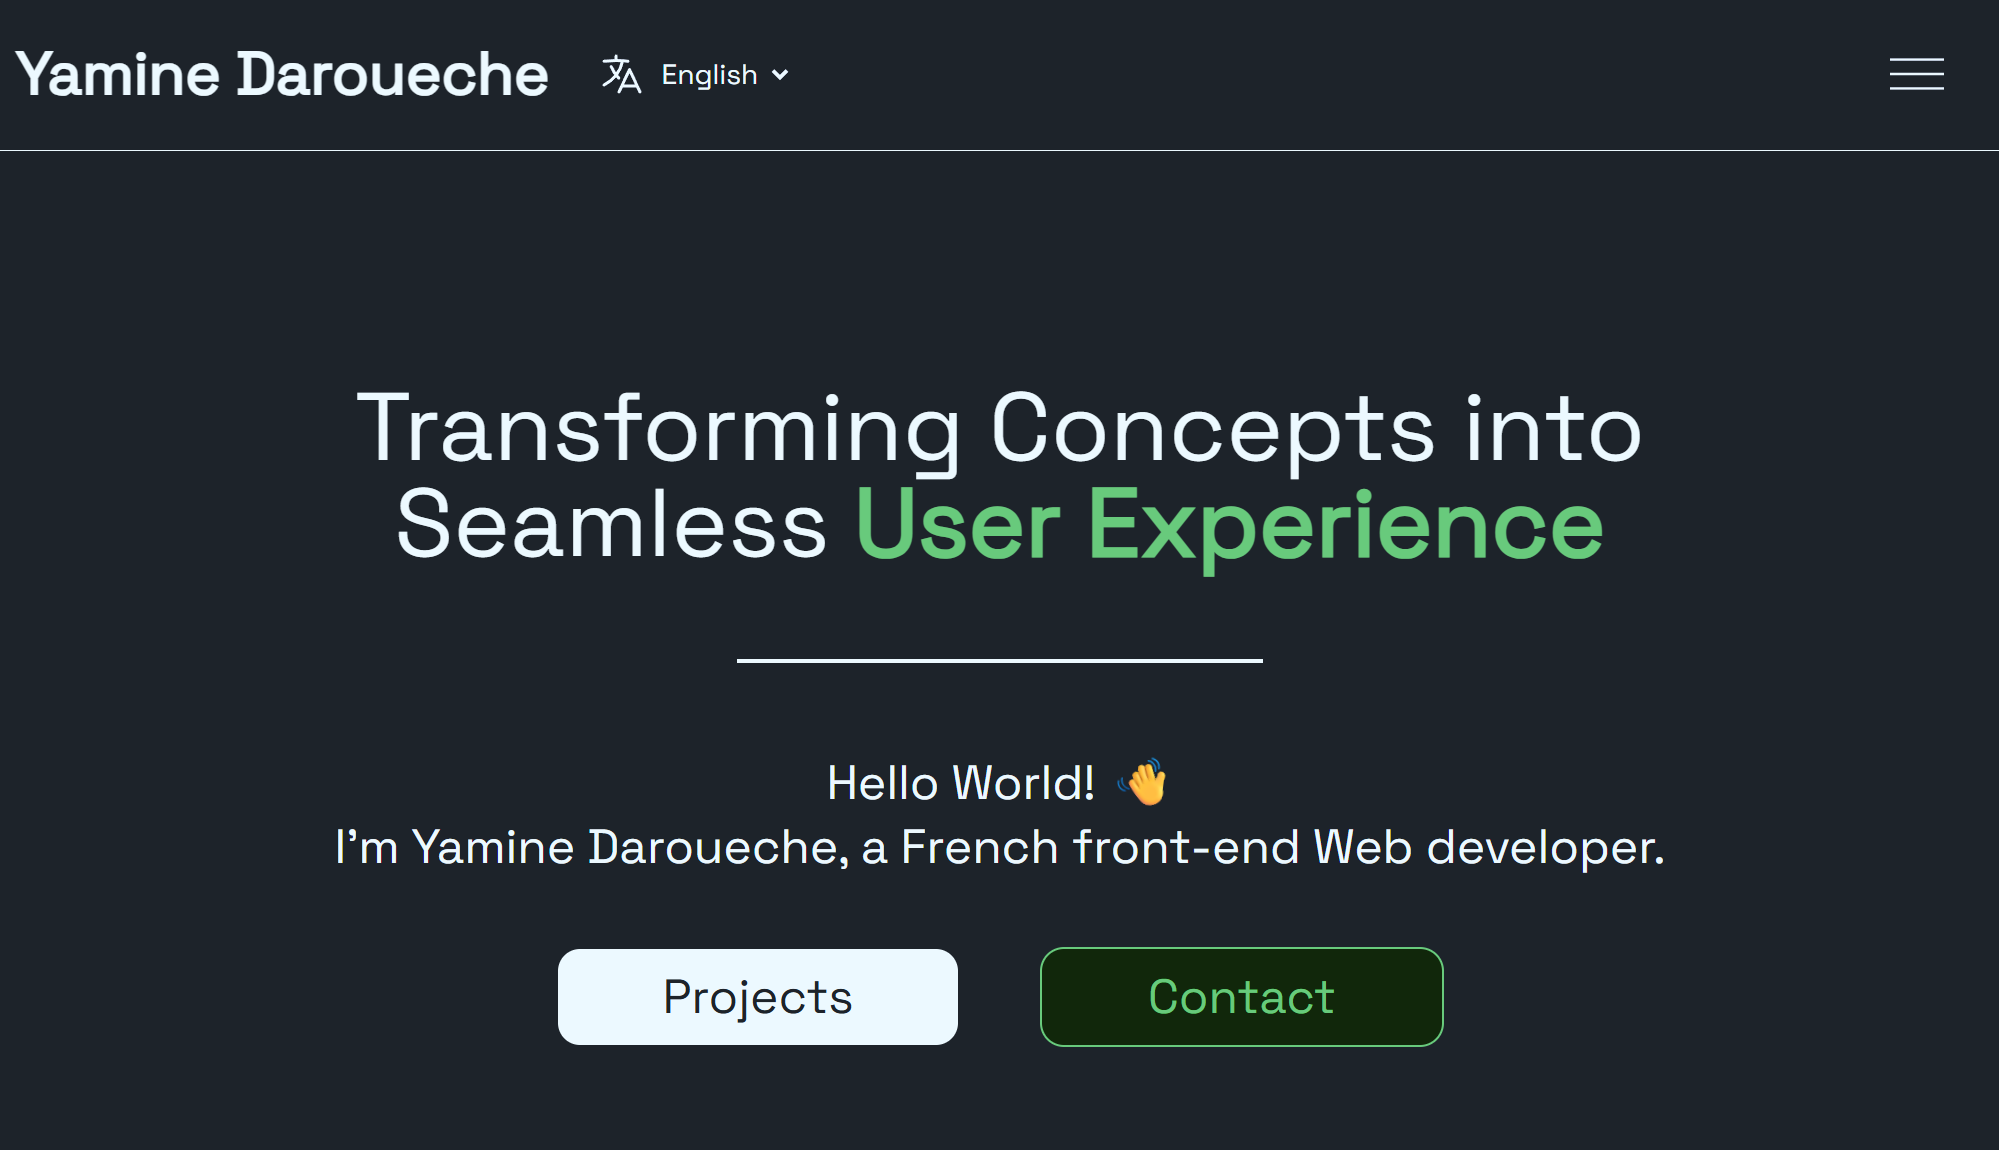 Yamine Daroueche
English
Transforming Concepts into
Seamless User Experience
Hello World! 👋
I’m Yamine Daroueche, a French front-end Web developer.
Projects
Contact